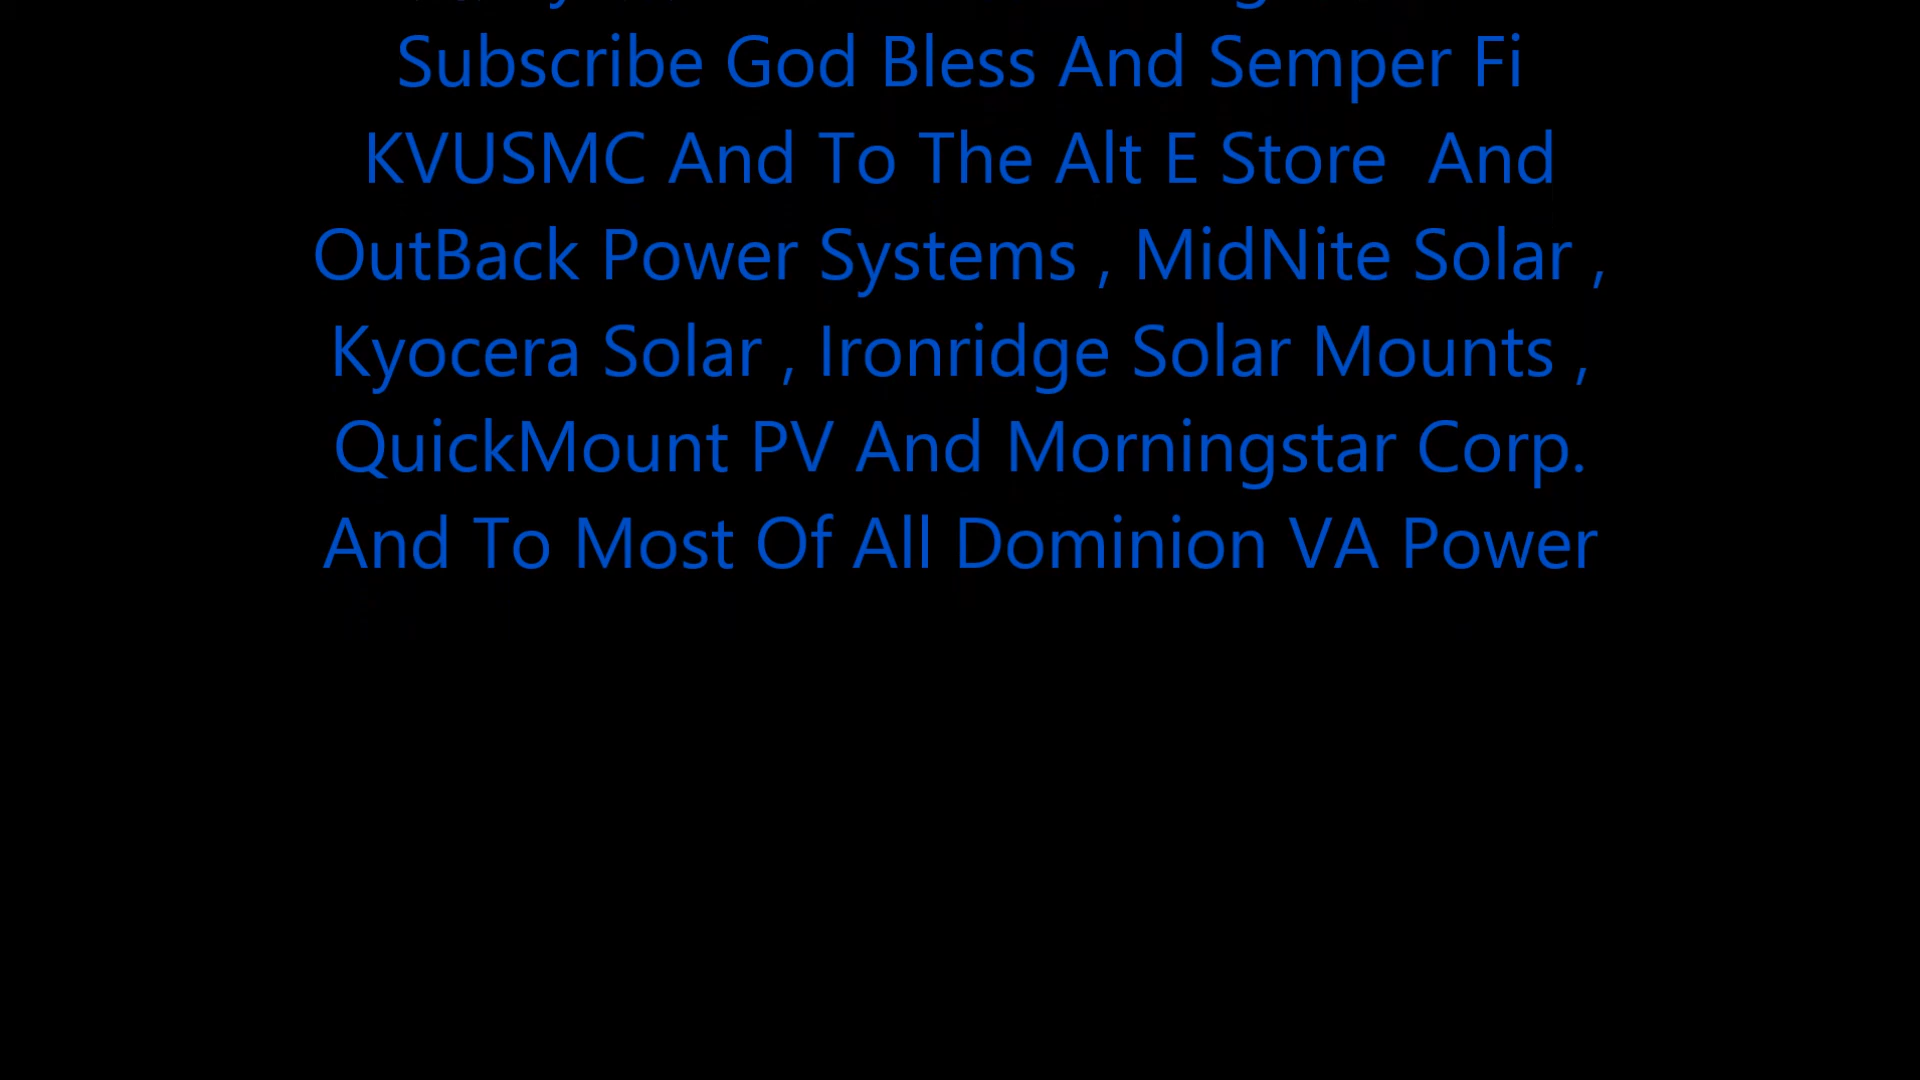 Subscribe God Bless And Semper Fi
KVUSMC And To The Alt E Store  And
OutBack Power Systems , MidNite Solar ,
Kyocera Solar , Ironridge Solar Mounts ,
QuickMount PV And Morningstar Corp.
And To Most Of All Dominion VA Power